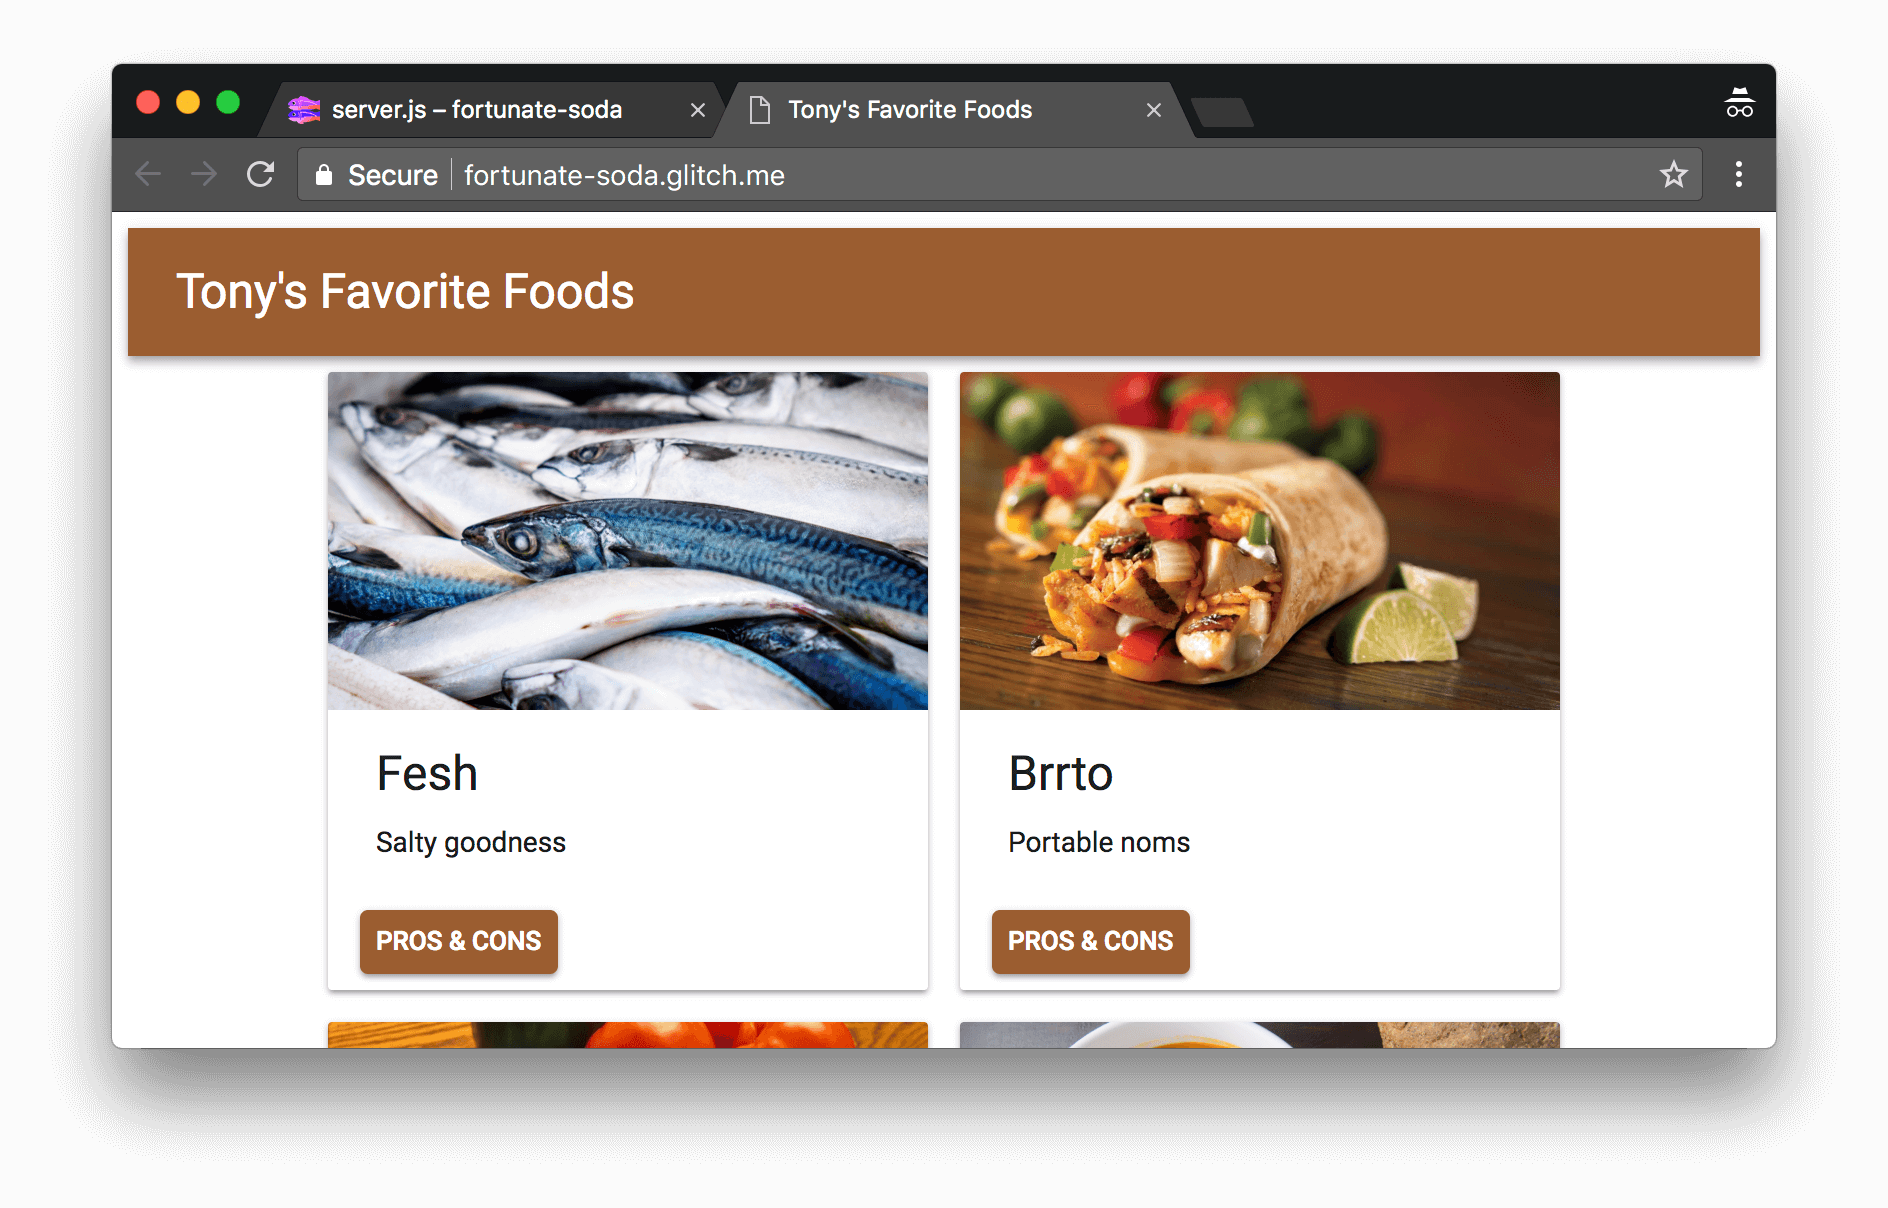 server.js – fortunate-soda
Tony's Favorite Foods
Secure
fortunate-soda.glitch.me
Tony's Favorite Foods
Fesh
Salty goodness
PROS & CONS
Brrto
Portable noms
PROS & CONS